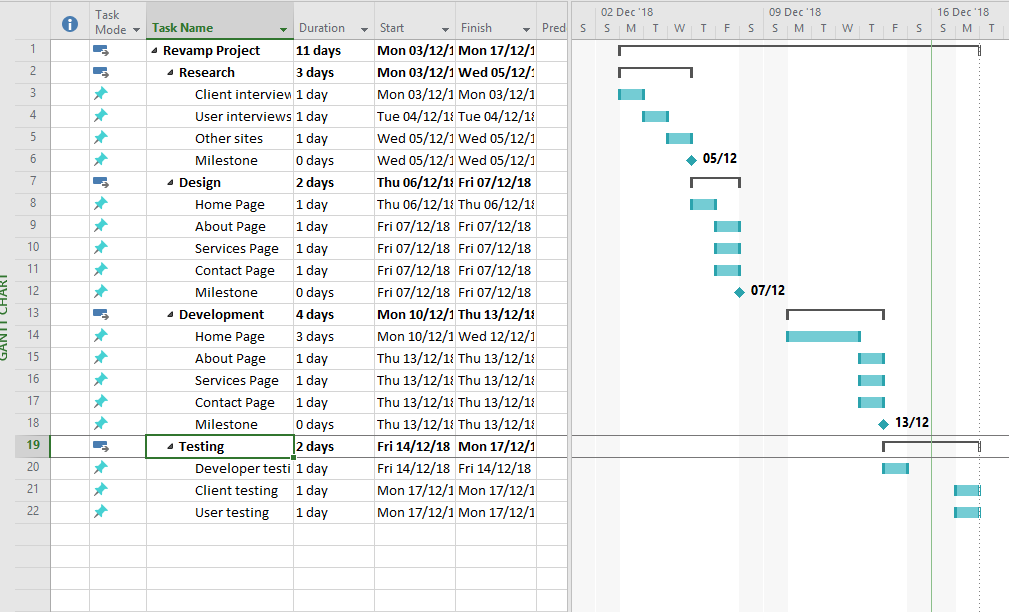 Task Mode Task Name Duration Start Finish Pred
02 Dec '18 09 Dec '18 16 Dec '18
S S M T W T F S S M T W T F S S M T
1 Revamp Project 11 days Mon 03/12/1 Mon 17/12/1
2 Research 3 days Mon 03/12/1 Wed 05/12/1
3 Client interview 1 day Mon 03/12/1 Mon 03/12/1
4 User interviews 1 day Tue 04/12/18 Tue 04/12/18
5 Other sites 1 day Wed 05/12/1 Wed 05/12/1
6 Milestone 0 days Wed 05/12/1 Wed 05/12/1 05/12
7 Design 2 days Thu 06/12/18 Fri 07/12/18
8 Home Page 1 day Thu 06/12/18 Thu 06/12/18
9 About Page 1 day Fri 07/12/18 Fri 07/12/18
10 Services Page 1 day Fri 07/12/18 Fri 07/12/18
11 Contact Page 1 day Fri 07/12/18 Fri 07/12/18
12 Milestone 0 days Fri 07/12/18 Fri 07/12/18 07/12
13 Development 4 days Mon 10/12/1 Thu 13/12/18
14 Home Page 3 days Mon 10/12/1 Wed 12/12/1
15 About Page 1 day Thu 13/12/18 Thu 13/12/18
16 Services Page 1 day Thu 13/12/18 Thu 13/12/18
17 Contact Page 1 day Thu 13/12/18 Thu 13/12/18
18 Milestone 0 days Thu 13/12/18 Thu 13/12/18 13/12
19 Testing 2 days Fri 14/12/18 Mon 17/12/1
20 Developer testi 1 day Fri 14/12/18 Fri 14/12/18
21 Client testing 1 day Mon 17/12/1 Mon 17/12/1
22 User testing 1 day Mon 17/12/1 Mon 17/12/1
GANTT CHART